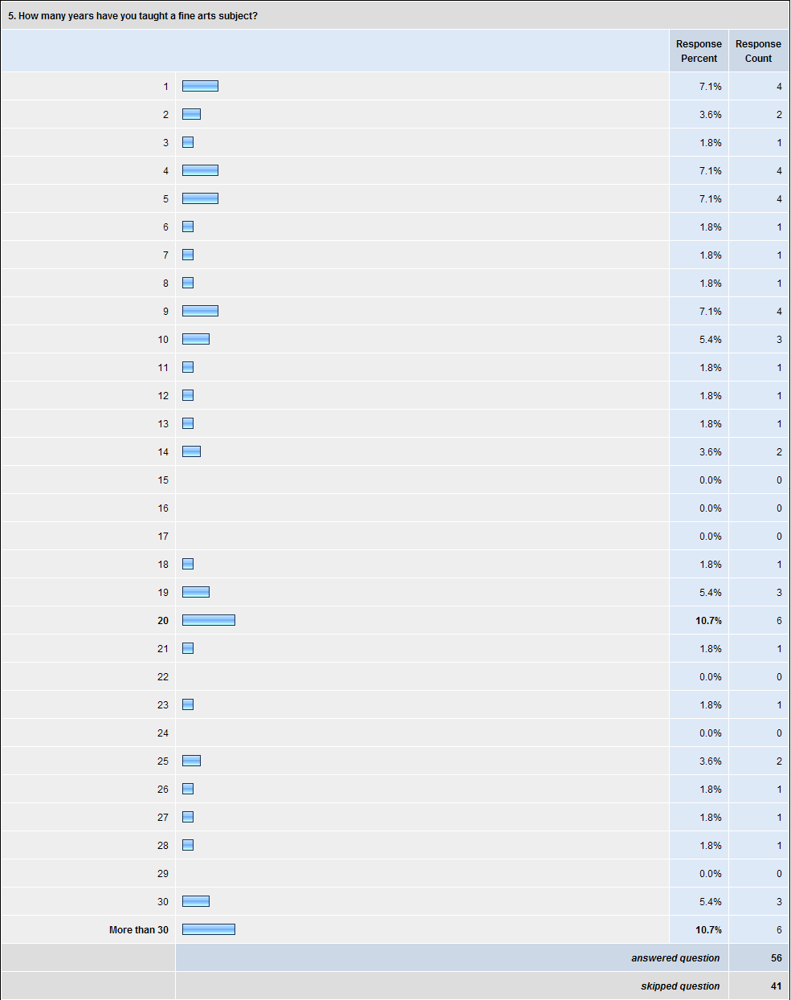 5. How many years have you taught a fine arts subject?
Response Percent Response Count
1 7.1% 4
2 3.6% 2
3 1.8% 1
4 7.1% 4
5 7.1% 4
6 1.8% 1
7 1.8% 1
8 1.8% 1
9 7.1% 4
10 5.4% 3
11 1.8% 1
12 1.8% 1
13 1.8% 1
14 3.6% 2
15 0.0% 0
16 0.0% 0
17 0.0% 0
18 1.8% 1
19 5.4% 3
20 10.7% 6
21 1.8% 1
22 0.0% 0
23 1.8% 1
24 0.0% 0
25 3.6% 2
26 1.8% 1
27 1.8% 1
28 1.8% 1
29 0.0% 0
30 5.4% 3
More than 30 10.7% 6
answered question 56
skipped question 41